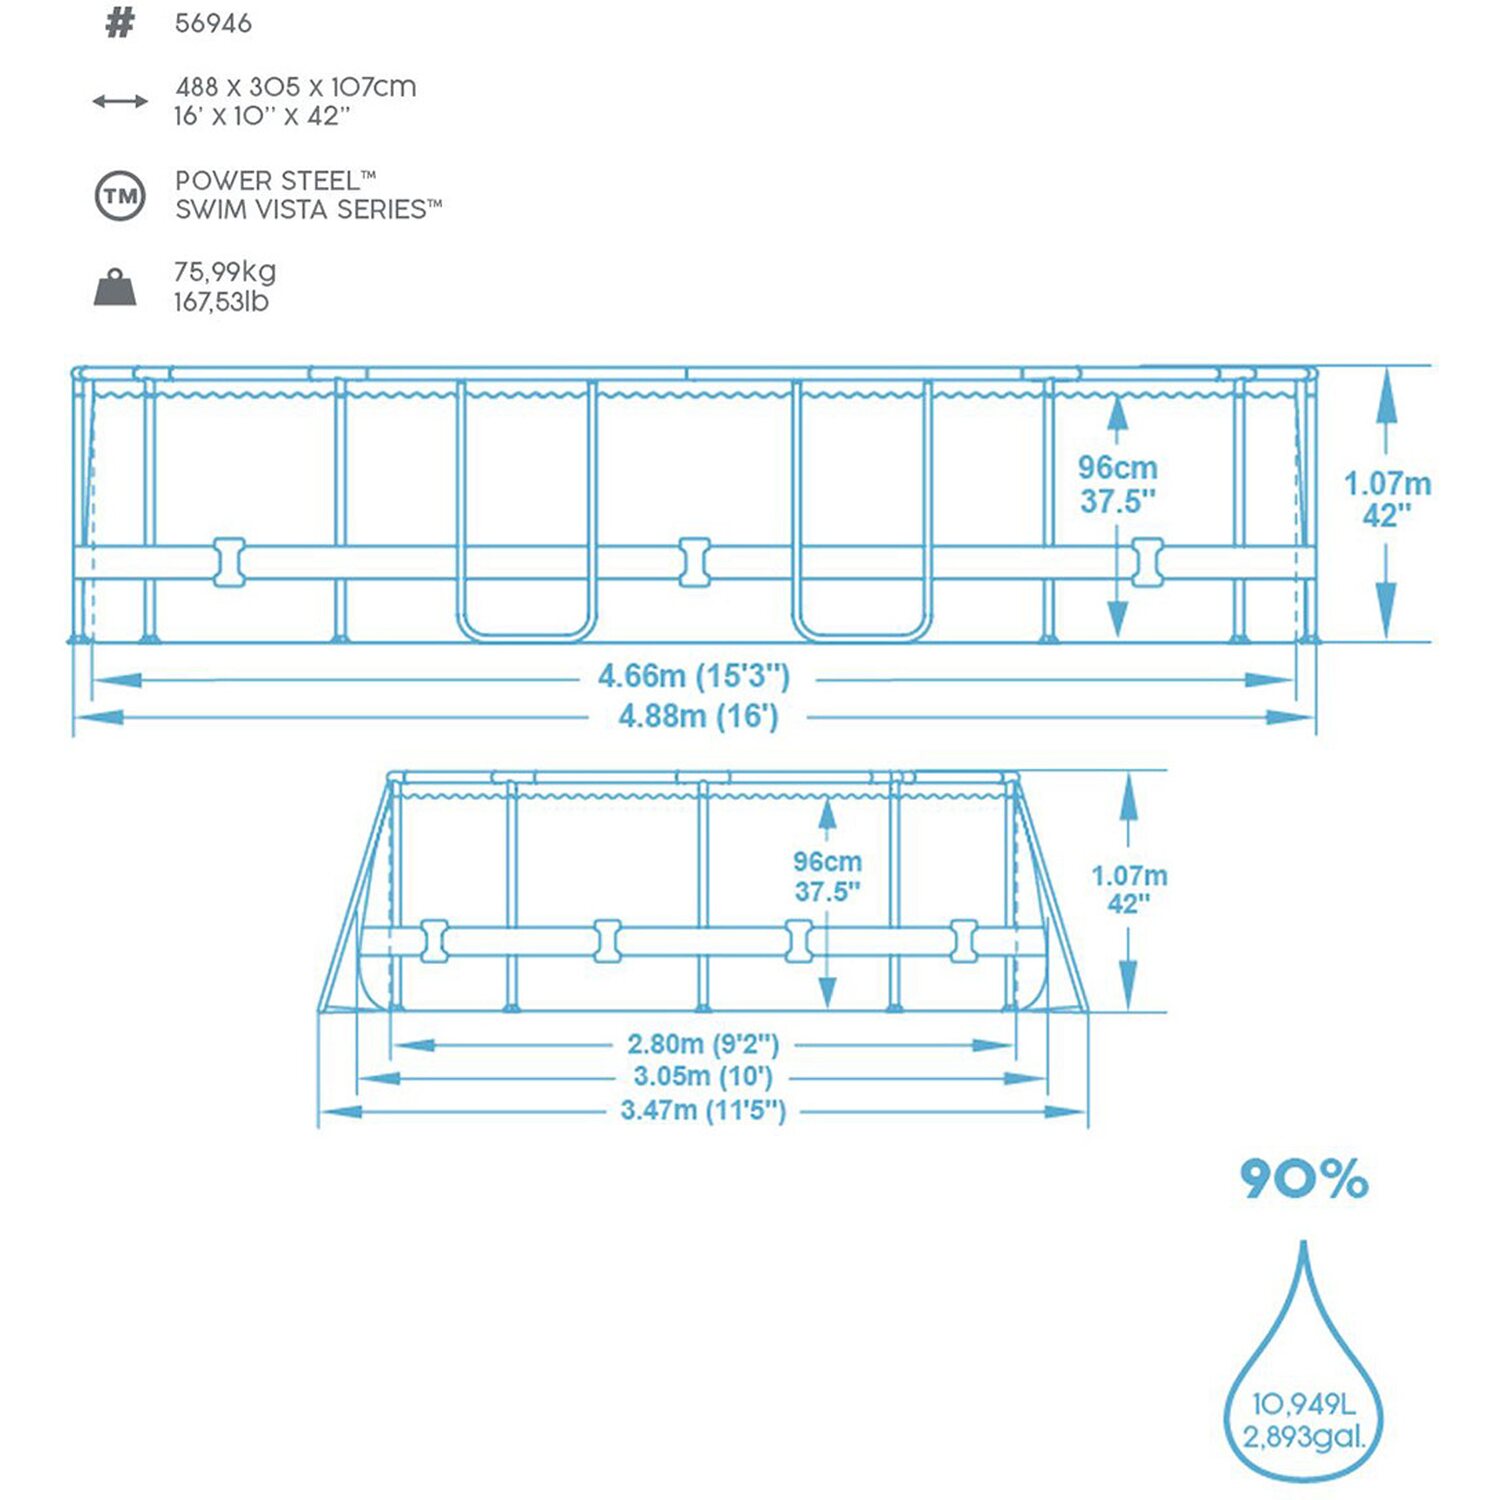 # 56946
488 x 305 x 107cm
16' x 10'' x 42''
TM
POWER STEEL™
SWIM VISTA SERIES™
75,99kg
167,53lb
96cm
37.5"
1.07m
42"
4.66m (15'3")
4.88m (16')
96cm
37.5"
1.07m
42"
2.80m (9'2")
3.05m (10')
3.47m (11'5")
90%
10,949L
2,893gal.